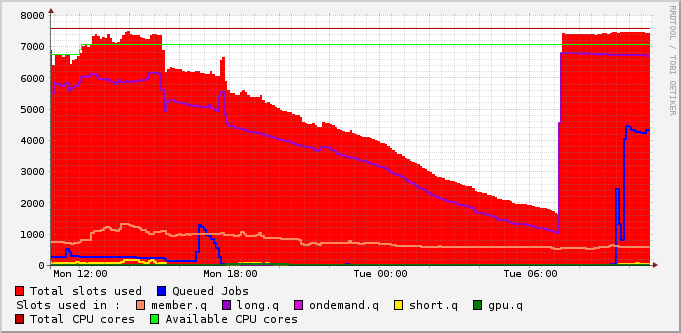 8000
7000
6000
5000
4000
3000
2000
1000
0
Mon 12:00 Mon 18:00 Tue 00:00 Tue 06:00
Total slots used Queued Jobs
Slots used in : member.q long.q ondemand.q short.q gpu.q
Total CPU cores Available CPU cores
RRDTOOL / TOBI OETIKER